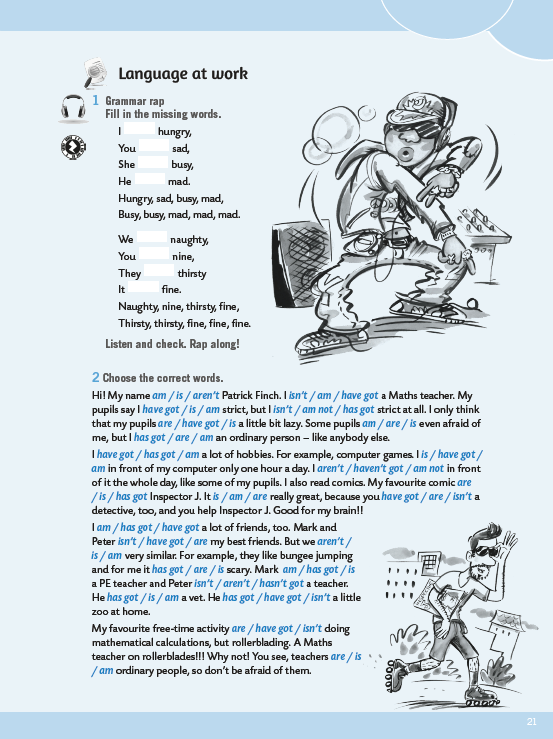 Language at work
1 Grammar rap
Fill in the missing words.
I hungry,
You sad,
She busy,
He mad.
Hungry, sad, busy, mad,
Busy, busy, mad, mad, mad.
We naughty,
You nine,
They thirsty
It fine.
Naughty, nine, thirsty, fine,
Thirsty, thirsty, fine, fine, fine.
Listen and check. Rap along!
2 Choose the correct words.
Hi! My name am / is / aren't Patrick Finch. I isn't / am / have got a Maths teacher. My
pupils say I have got / is / am strict, but I isn't / am not / has got strict at all. I only think
that my pupils are / have got / is a little bit lazy. Some pupils am / are / is even afraid of
me, but I has got / are / am an ordinary person – like anybody else.
I have got / has got / am a lot of hobbies. For example, computer games. I is / have got /
am in front of my computer only one hour a day. I aren't / haven't got / am not in front
of it the whole day, like some of my pupils. I also read comics. My favourite comic are
/ is / has got Inspector J. It is / am / are really great, because you have got / are / isn't a
detective, too, and you help Inspector J. Good for my brain!!
I am / has got / have got a lot of friends, too. Mark and
Peter isn't / have got / are my best friends. But we aren't /
is / am very similar. For example, they like bungee jumping
and for me it has got / are / is scary. Mark am / has got / is
a PE teacher and Peter isn't / aren't / hasn't got a teacher.
He has got / is / am a vet. He has got / have got / isn't a little
zoo at home.
My favourite free-time activity are / have got / isn't doing
mathematical calculations, but rollerblading. A Maths
teacher on rollerblades!!! Why not! You see, teachers are / is
/ am ordinary people, so don't be afraid of them.
21